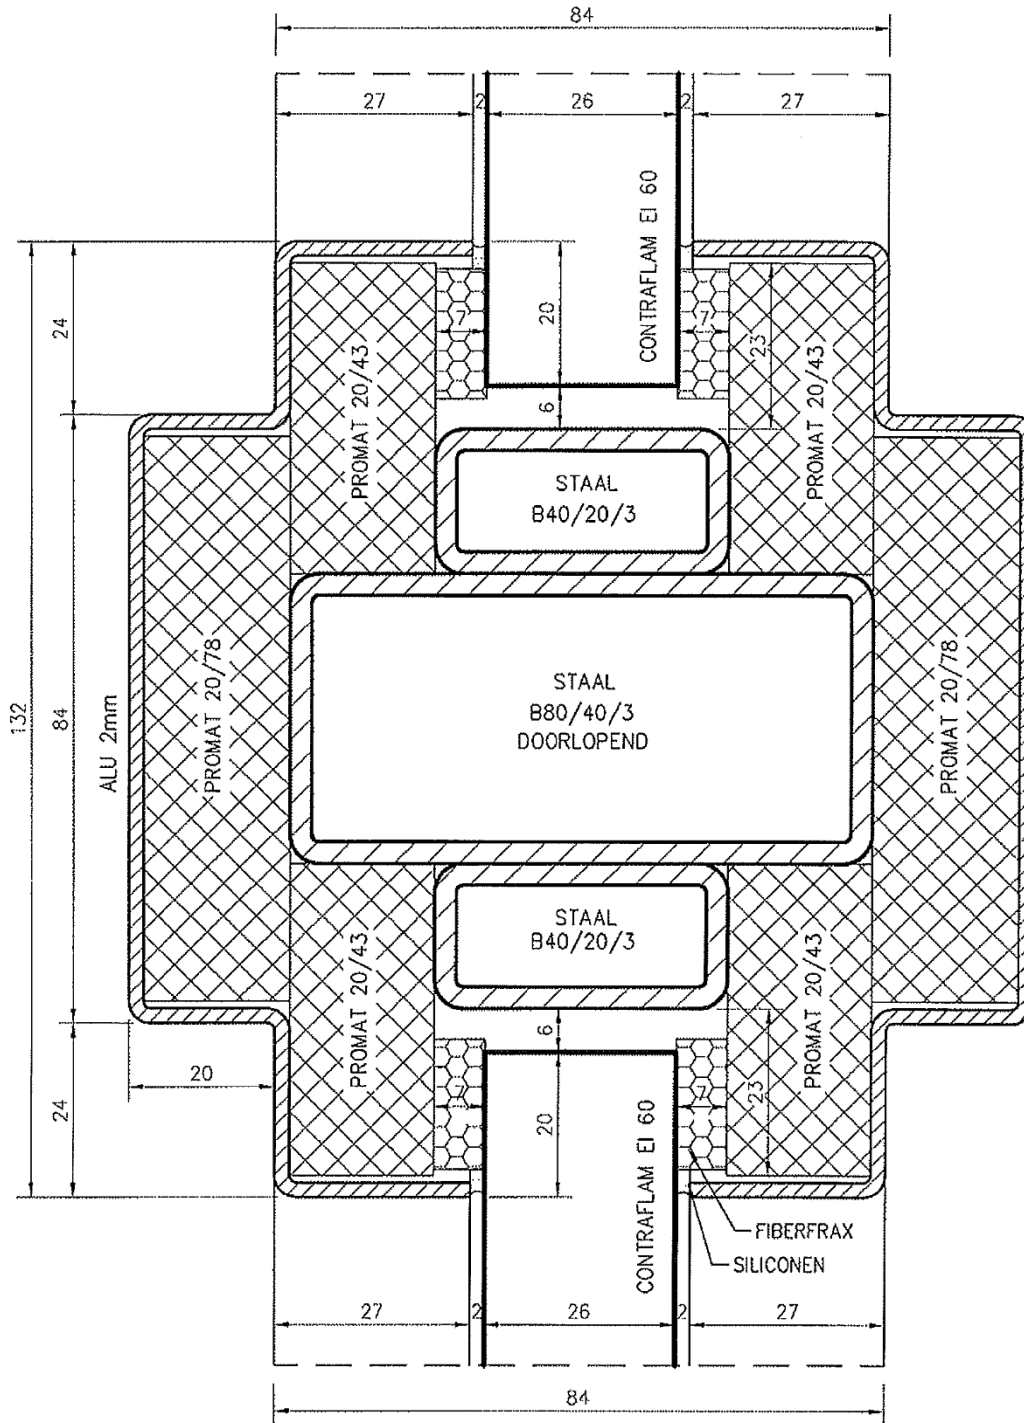 84
27
2
26
2
27
CONTRAFLAM EI 60
24
20
7
7
23
6
PROMAT 20/43
PROMAT 20/43
STAAL
B40/20/3
132
84
ALU 2mm
PROMAT 20/78
STAAL
B80/40/3
DOORLOPEND
PROMAT 20/78
STAAL
B40/20/3
PROMAT 20/43
PROMAT 20/43
6
20
24
7
20
7
23
CONTRAFLAM EI 60
FIBERFRAX
SILICONEN
27
2
26
2
27
84